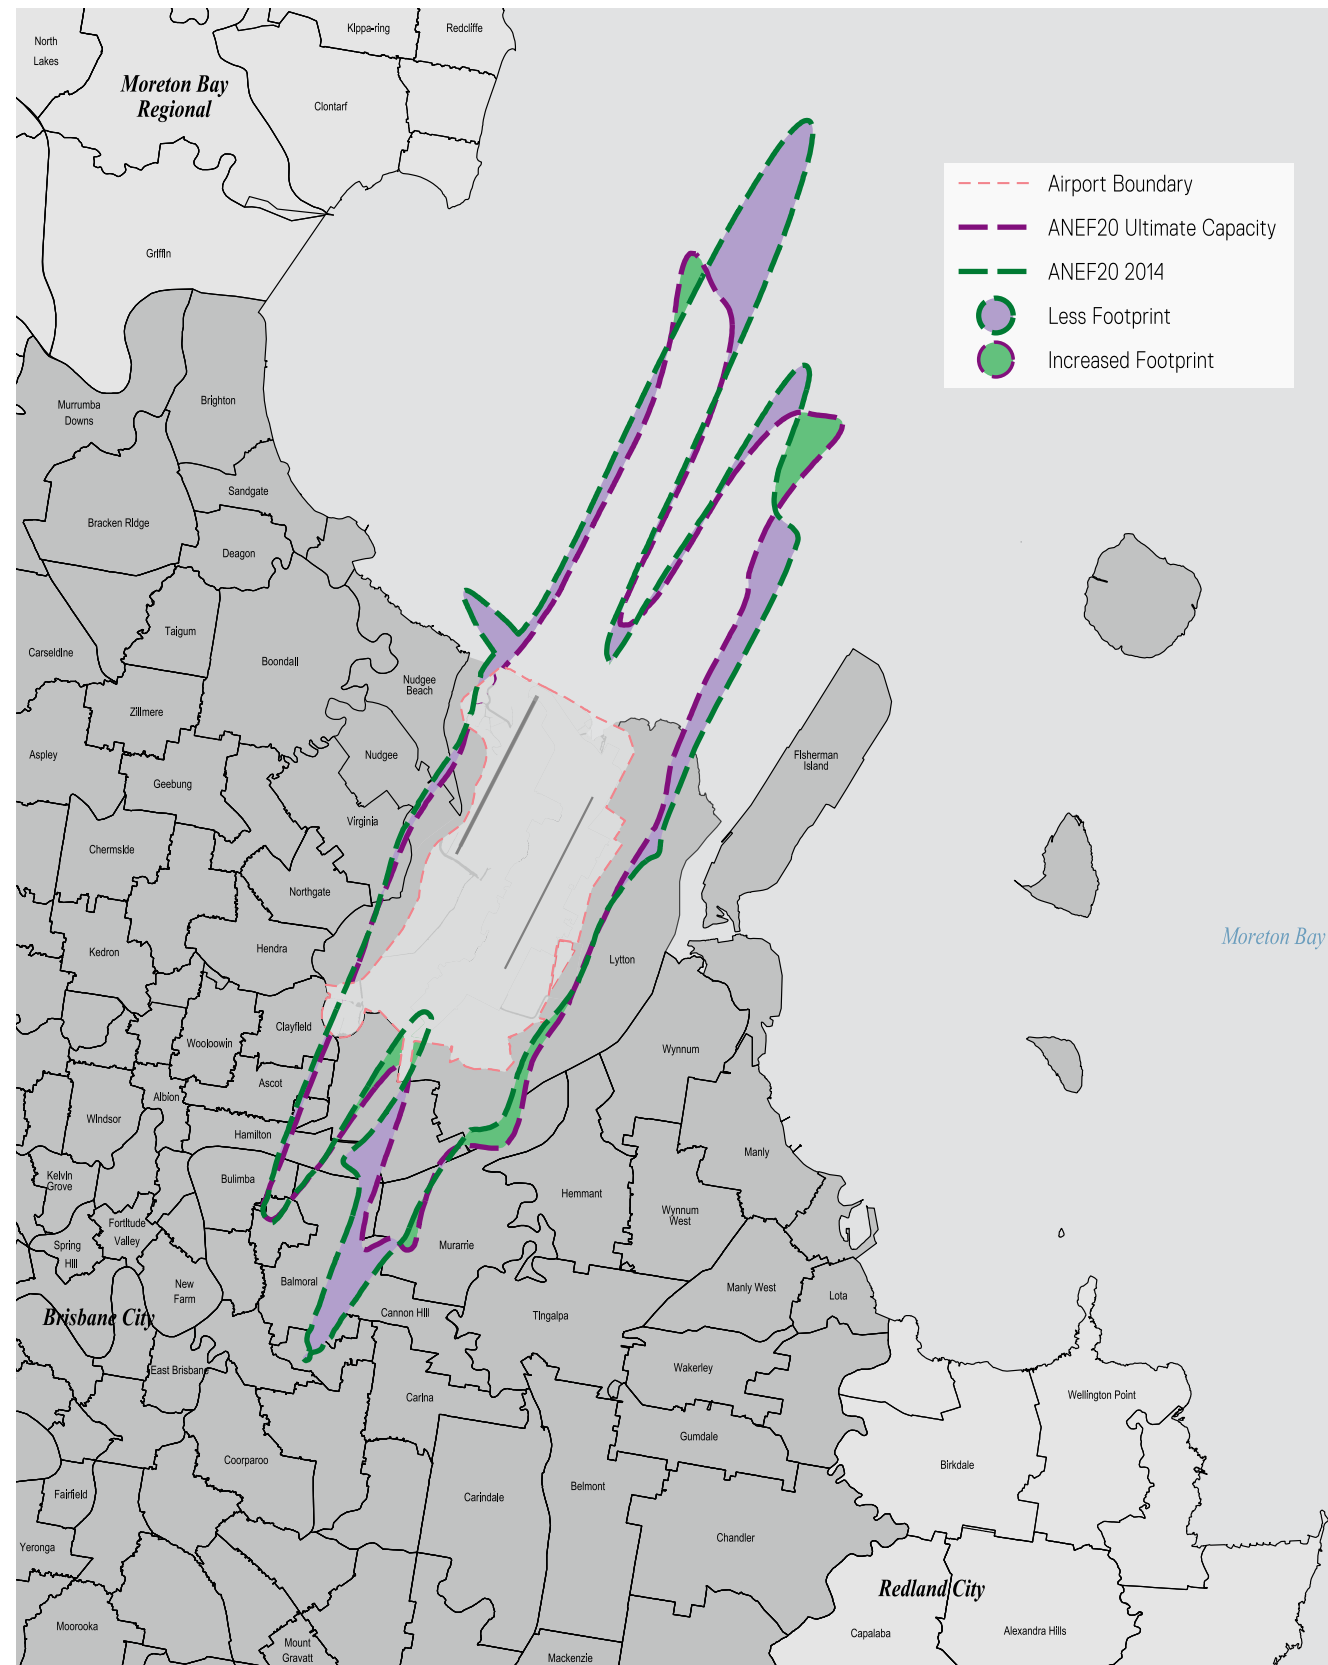 North
Lakes
Kippa-ring
Redcliffe
Moreton Bay
Regional
Clontarf
Griffin
Airport Boundary
ANEF20 Ultimate Capacity
ANEF20 2014
Less Footprint
Increased Footprint
Murrumba
Downs
Brighton
Sandgate
Bracken Ridge
Deagon
Taigum
Carseldine
Boondall
Nudgee
Beach
Zillmere
Aspley
Nudgee
Geebung
Fisherman
Island
Virginia
Chermside
Northgate
Kedron
Hendra
Lytton
Moreton Bay
Clayfield
Wooloowin
Wynnum
Ascot
Albion
Windsor
Hamilton
Manly
Kelvin
Grove
Bulimba
Hemmant
Wynnum
West
Fortitude
Valley
Spring
Hill
Murarrie
New
Farm
Balmoral
Manly West
Lota
Brisbane City
Cannon Hill
Tingalpa
East Brisbane
Wakerley
Carina
Wellington Point
Gumdale
Coorparoo
Birkdale
Fairfield
Carindale
Belmont
Chandler
Yeronga
Redland City
Moorooka
Capalaba
Alexandra Hills
Mount
Gravatt
Mackenzie